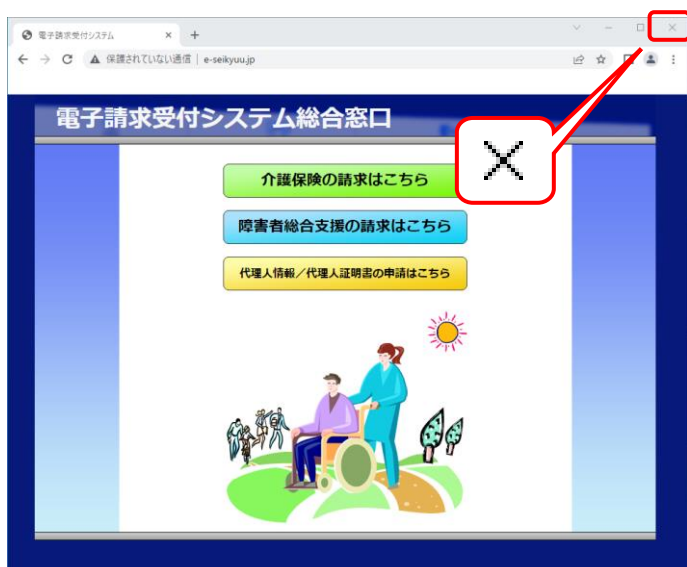 電子請求受付システム
保護されていない通信 | e-seikyuu.jp
電子請求受付システム総合窓口
介護保険の請求はこちら
障害者総合支援の請求はこちら
代理人情報／代理人証明書の申請はこちら